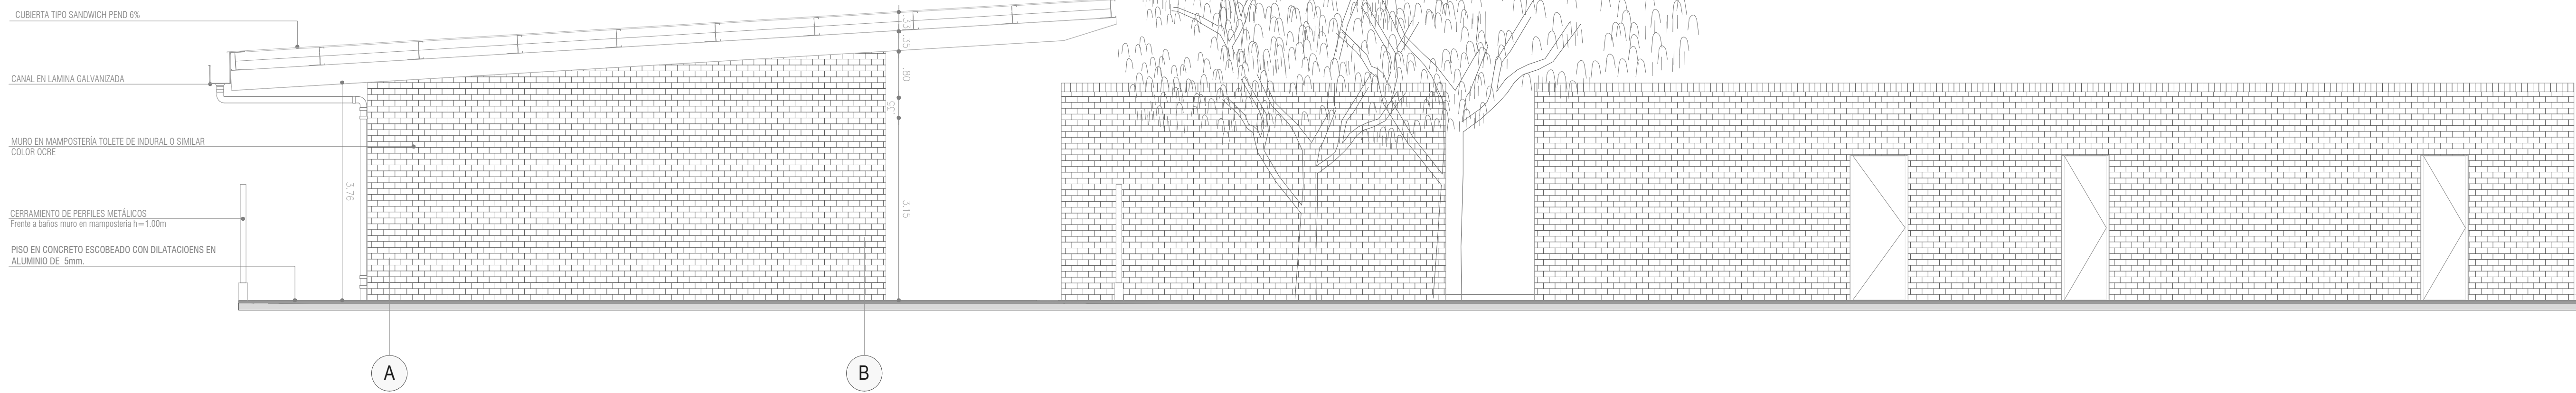 CUBIERTA TIPO SANDWICH PEND 6%
CANAL EN LAMINA GALVANIZADA
MURO EN MAMPOSTERÍA TOLETE DE INDURAL O SIMILAR
COLOR OCRE
CERRAMIENTO DE PERFILES METÁLICOS
Frente a baños muro en mampostería h=1.00m
PISO EN CONCRETO ESCOBEADO CON DILATACIOENS EN
ALUMINIO DE 5mm.
3.76
.33
.35
.80
.35
3.15
A
B